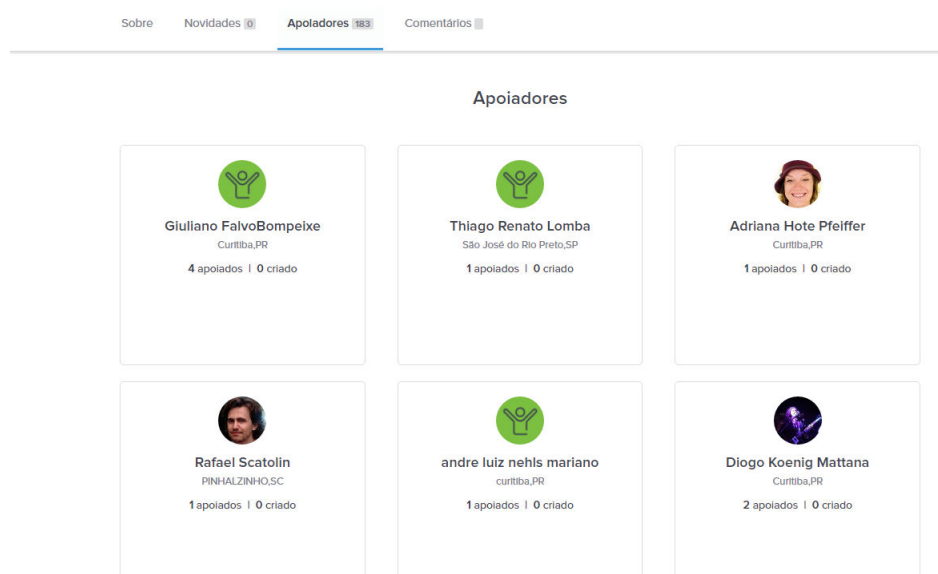 Sobre Novidades 0 Apoladores 183 Comentários
Apoiadores
Giuliano FalvoBompeixe Thiago Renato Lomba Adriana Hote Pfeiffer
Curitiba,PR São José do Rio Preto,SP Curitiba,PR
4 apoiados | 0 criado 1 apoiados | 0 criado 1 apoiados | 0 criado
Rafael Scatolin andre luiz nehls mariano Diogo Koenig Mattana
PINHALZINHO,SC curitiba,PR Curitiba,PR
1 apoiados | 0 criado 1 apoiados | 0 criado 2 apoiados | 0 criado